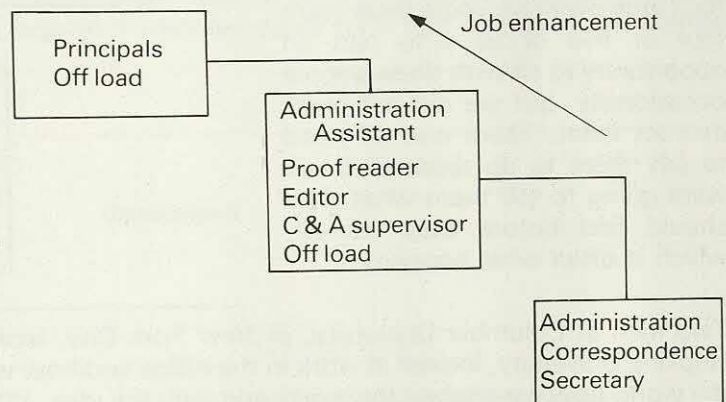 Job enhancement
Principals
Off load
Administration
Assistant
Proof reader
Editor
C & A supervisor
Off load
Administration
Correspondence
Secretary